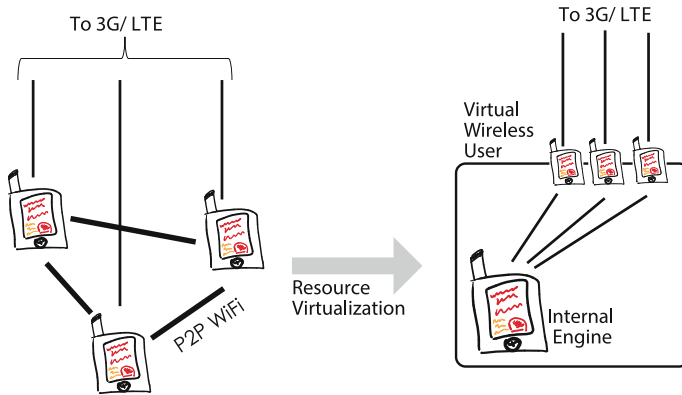 To 3G/ LTE
P2P WiFi
Resource
Virtualization
To 3G/ LTE
Virtual
Wireless
User
Internal
Engine